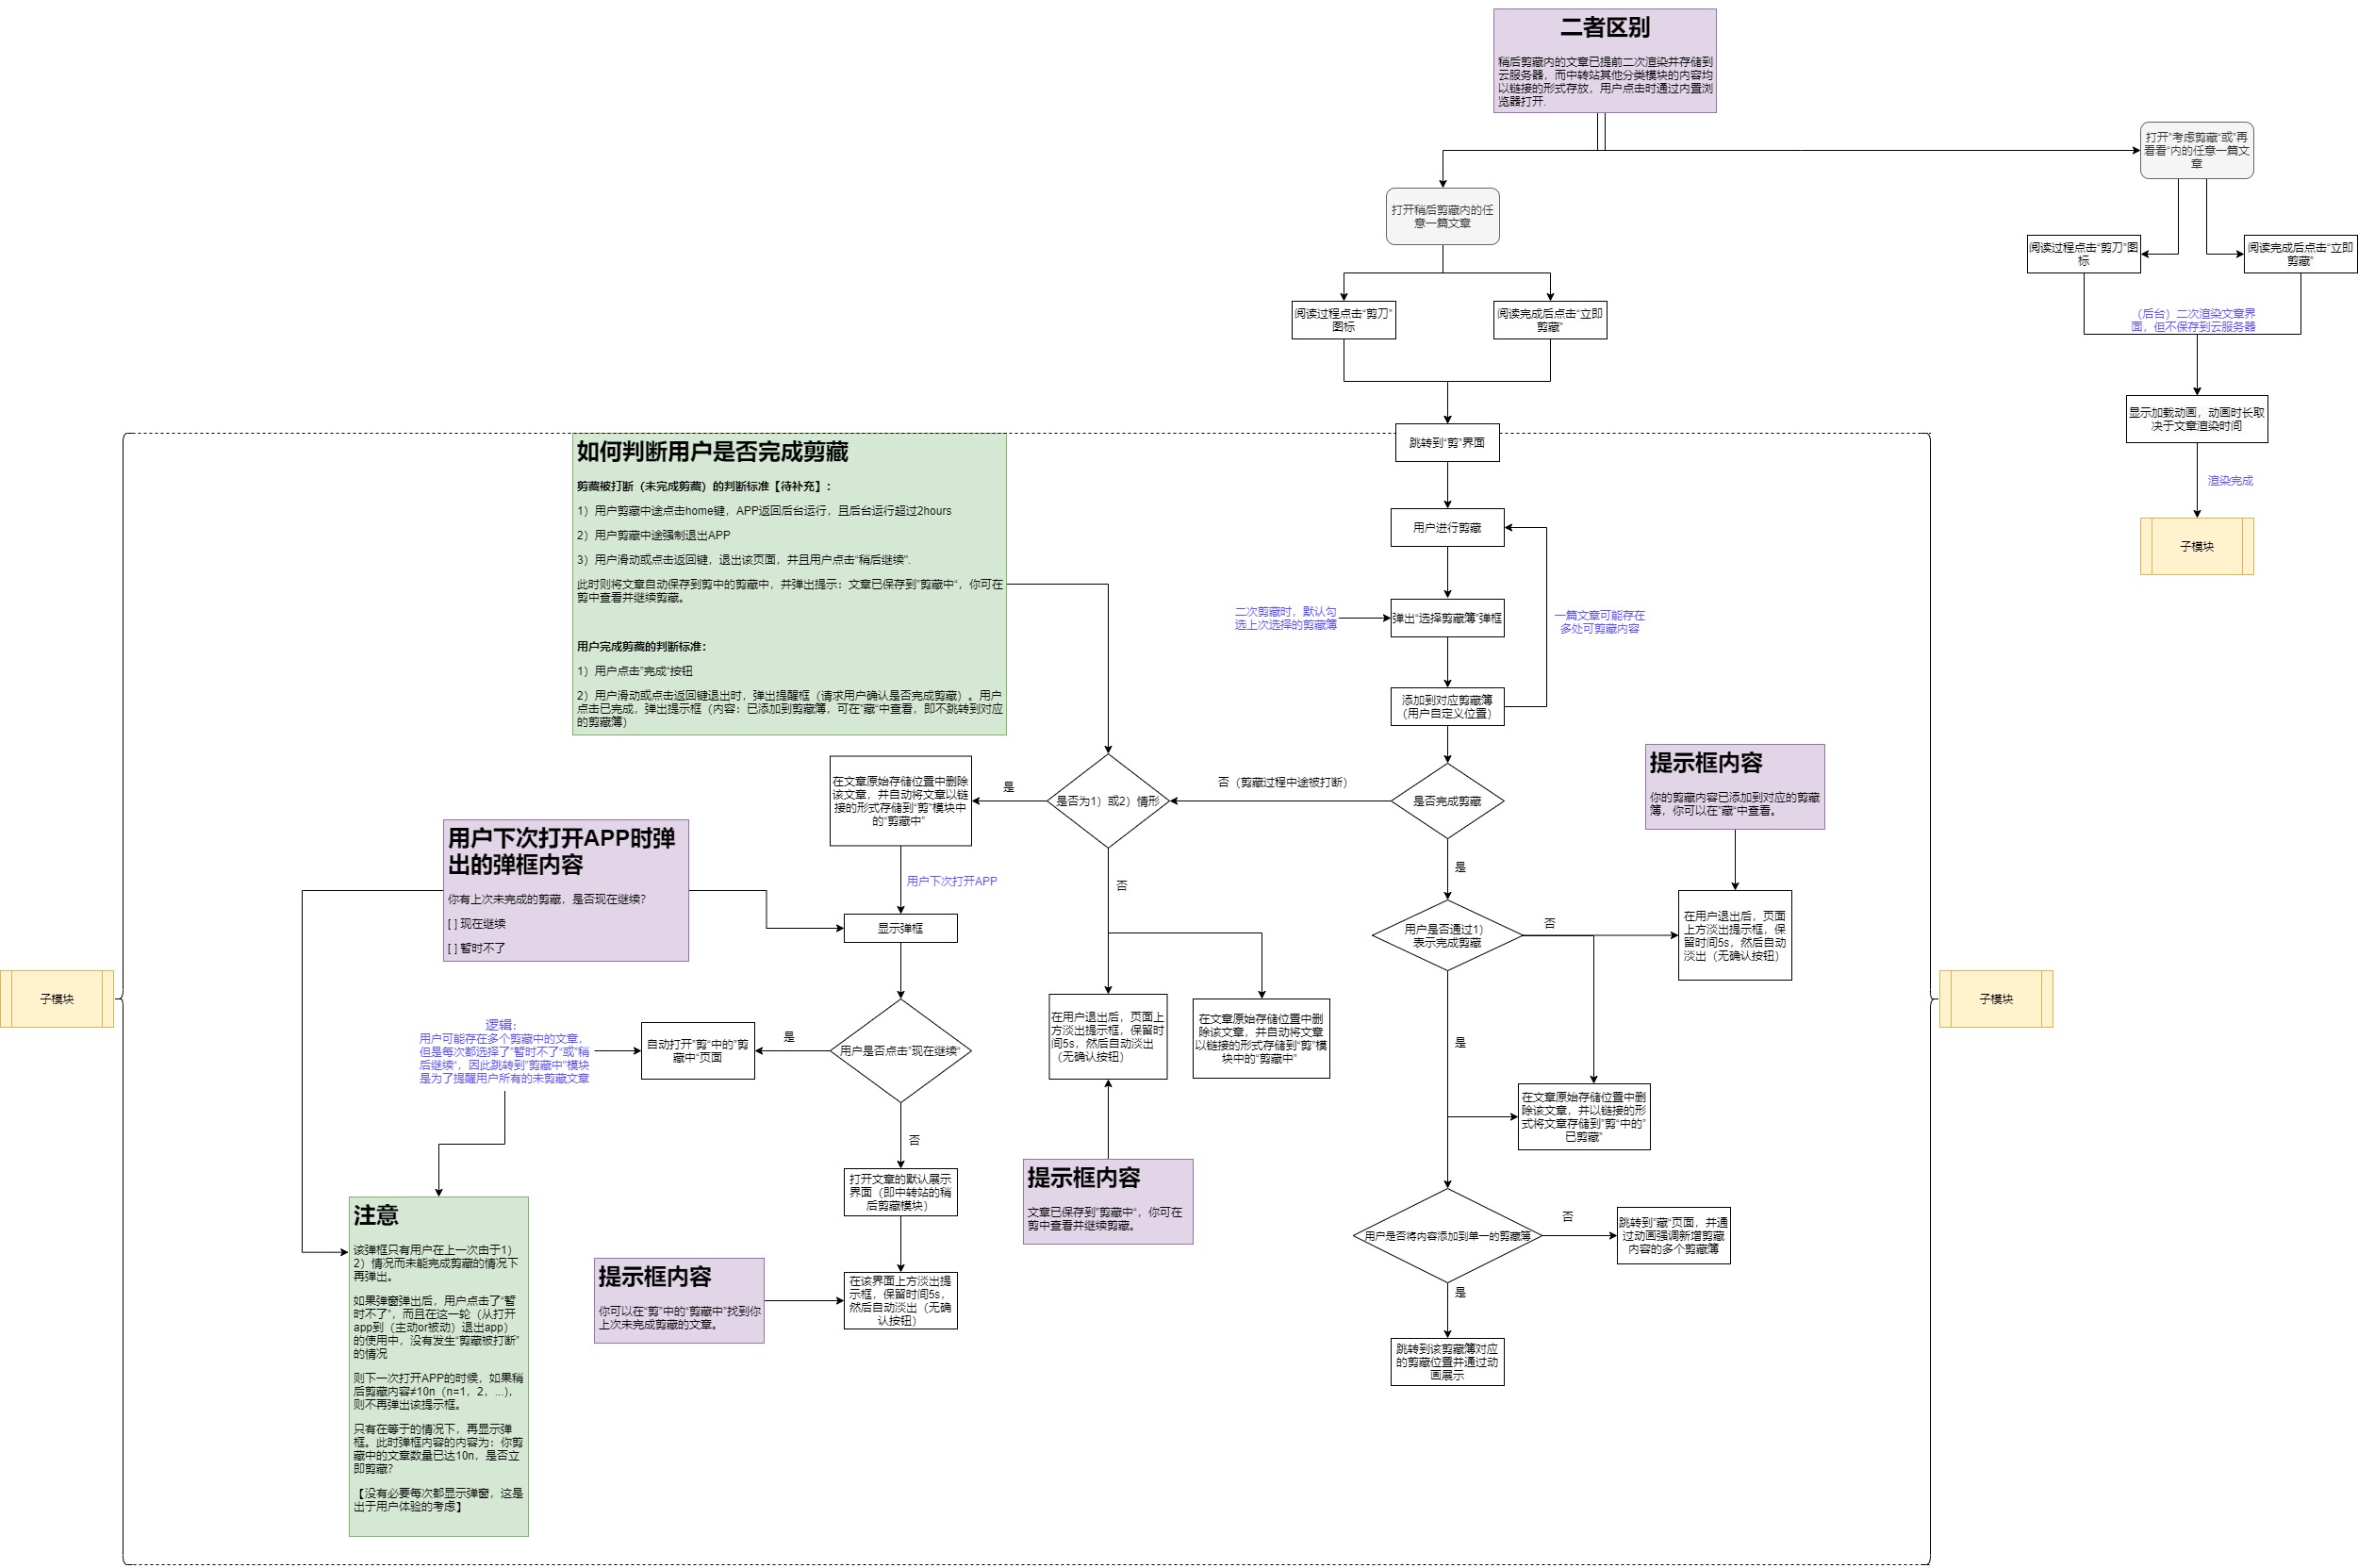 二者区别
稍后剪藏内的文章已提前二次渲染并存储到
云服务器，而中转站其他分类模块的内容均
以链接的形式存放，用户点击时通过内置浏
览器打开.
打开"考虑剪藏"或"再
看看"内的任意一篇文
章
打开稍后剪藏内的任
意一篇文章
阅读过程点击"剪刀"图
标
阅读完成后点击"立即
剪藏"
阅读过程点击"剪刀"
图标
阅读完成后点击"立即
剪藏"
（后台）二次渲染文章界
面，但不保存到云服务器
显示加载动画，动画时长取
决于文章渲染时间
渲染完成
子模块
跳转到"剪"界面
如何判断用户是否完成剪藏
剪藏被打断（未完成剪藏）的判断标准【待补充】：
1）用户剪藏中途点击home键，APP返回后台运行，且后台运行超过2hours
2）用户剪藏中途强制退出APP
3）用户滑动或点击返回键，退出该页面，并且用户点击"稍后继续".
此时则将文章自动保存到剪中的剪藏中，并弹出提示：文章已保存到"剪藏中"，你可在
剪中查看并继续剪藏。
用户完成剪藏的判断标准：
1）用户点击"完成"按钮
2）用户滑动或点击返回键退出时，弹出提醒框（请求用户确认是否完成剪藏）。用户
点击已完成，弹出提示框（内容：已添加到剪藏簿，可在"藏"中查看，即不跳转到对应
的剪藏簿）
用户进行剪藏
二次剪藏时，默认勾
选上次选择的剪藏簿
弹出"选择剪藏簿"弹框
一篇文章可能存在
多处可剪藏内容
添加到对应剪藏簿
（用户自定义位置）
提示框内容
你的剪藏内容已添加到对应的剪藏
簿，你可以在"藏"中查看。
在文章原始存储位置中删除
该文章，并自动将文章以链
接的形式存储到"剪"模块中
的"剪藏中"
是
是否为1）或2）情形
否（剪藏过程中途被打断）
是否完成剪藏
是
用户下次打开APP时弹
出的弹框内容
你有上次未完成的剪藏，是否现在继续?
[ ] 现在继续
[ ] 暂时不了
用户下次打开APP
否
显示弹框
用户是否通过1)
表示完成剪藏
否
在用户退出后，页面
上方淡出提示框，保
留时间5s，然后自动
淡出（无确认按钮）
子模块
子模块
逻辑：
用户可能存在多个剪藏中的文章，
但是每次都选择了"暂时不了"或"稍
后继续"，因此跳转到"剪藏中"模块
是为了提醒用户所有的未剪藏文章
自动打开"剪"中的"剪
藏中"页面
是
用户是否点击"现在继续"
在用户退出后，页面上
方淡出提示框，保留时
间5s，然后自动淡出
（无确认按钮）
在文章原始存储位置中删
除该文章，并自动将文章
以链接的形式存储到"剪"模
块中的"剪藏中"
是
在文章原始存储位置中删
除该文章，并以链接的形
式将文章存储到"剪"中的"
已剪藏"
否
打开文章的默认展示
界面（即中转站的稍
后剪藏模块）
提示框内容
文章已保存到"剪藏中"，你可在
剪中查看并继续剪藏。
用户是否将内容添加到单一的剪藏簿
否
跳转到"藏"页面，并通
过动画强调新增剪藏
内容的多个剪藏簿
是
跳转到该剪藏簿对应
的剪藏位置并通过动
画展示
提示框内容
你可以在"剪"中的"剪藏中"找到你
上次未完成剪藏的文章。
在该界面上方淡出提
示框，保留时间5s，
然后自动淡出（无确
认按钮）
注意
该弹框只有用户在上一次由于1）
2）情况而未能完成剪藏的情况下
再弹出。
如果弹窗弹出后，用户点击了"暂
时不了"，而且在这一轮（从打开
app到（主动or被动）退出app）
的使用中，没有发生"剪藏被打断"
的情况
则下一次打开APP的时候，如果稍
后剪藏内容≠10n（n=1，2，...)，
则不再弹出该提示框。
只有在等于的情况下，再显示弹
框。此时弹框内容的内容为：你剪
藏中的文章数量已达10n，是否立
即剪藏?
【没有必要每次都显示弹窗，这是
出于用户体验的考虑】